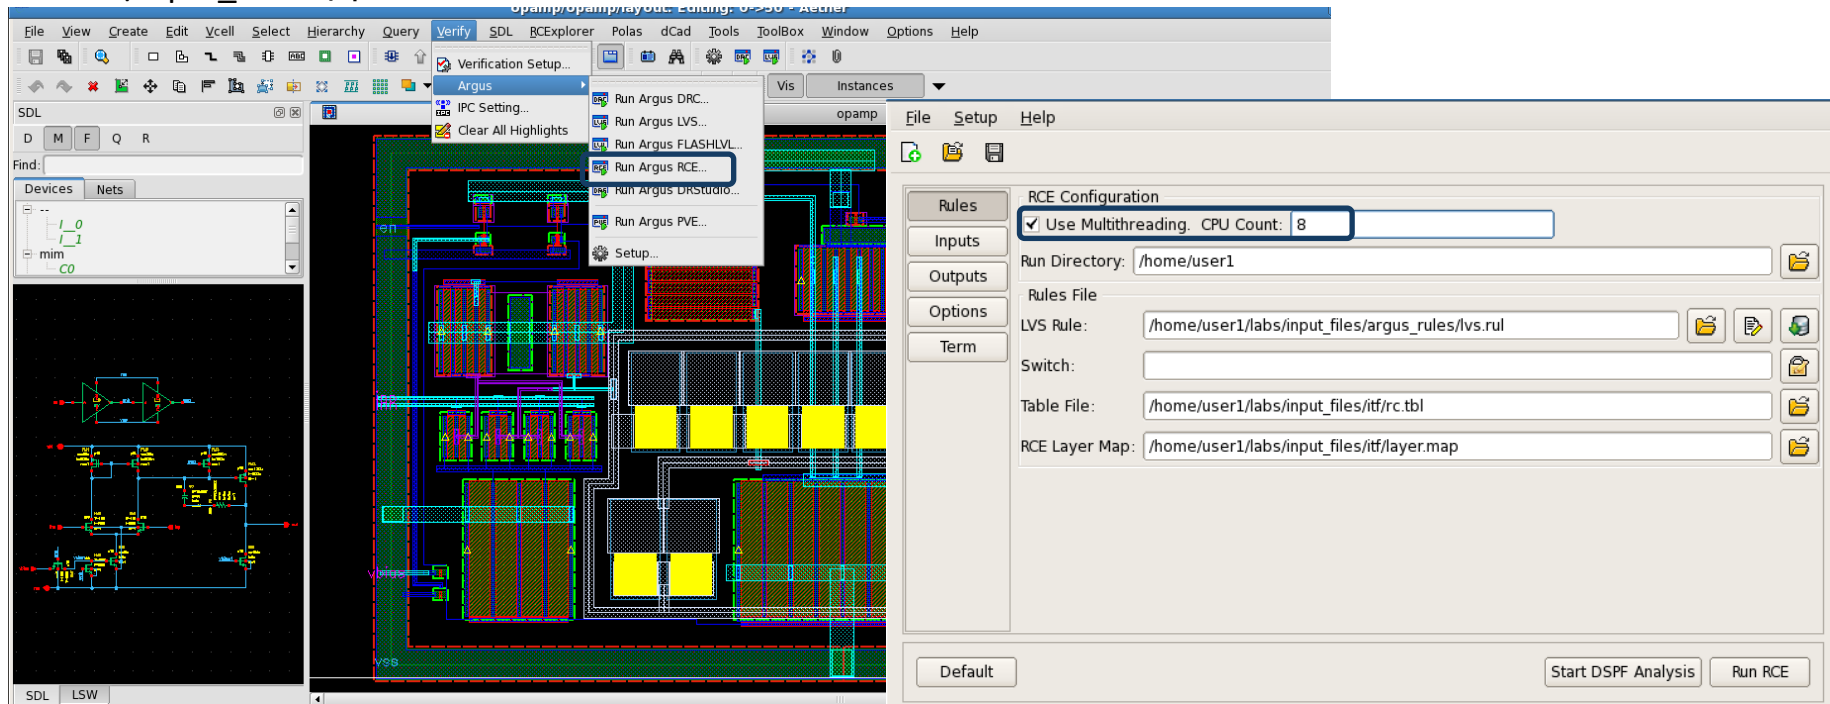 opamp/opamp/layout: Editing: 0->30 - Aether
File View Create Edit Vcell Select Hierarchy Query Verify SDL RCExplorer Polas dCad Tools ToolBox Window Options Help
Verification Setup...
Argus
IPC Setting...
Clear All Highlights
Run Argus DRC...
Run Argus LVS...
Run Argus FLASHLVL...
Run Argus RCE...
Run Argus DRStudio...
Run Argus PVE...
Setup...
Vis Instances
SDL
opamp
D M F Q R
Find:
Devices Nets
--
I__0
I__1
mim
C0
en
vbias
vss
SDL LSW
File Setup Help
Rules
Inputs
Outputs
Options
Term
RCE Configuration
Use Multithreading. CPU Count: 8
Run Directory: /home/user1
Rules File
LVS Rule: /home/user1/labs/input_files/argus_rules/lvs.rul
Switch:
Table File: /home/user1/labs/input_files/itf/rc.tbl
RCE Layer Map: /home/user1/labs/input_files/itf/layer.map
Default Start DSPF Analysis Run RCE